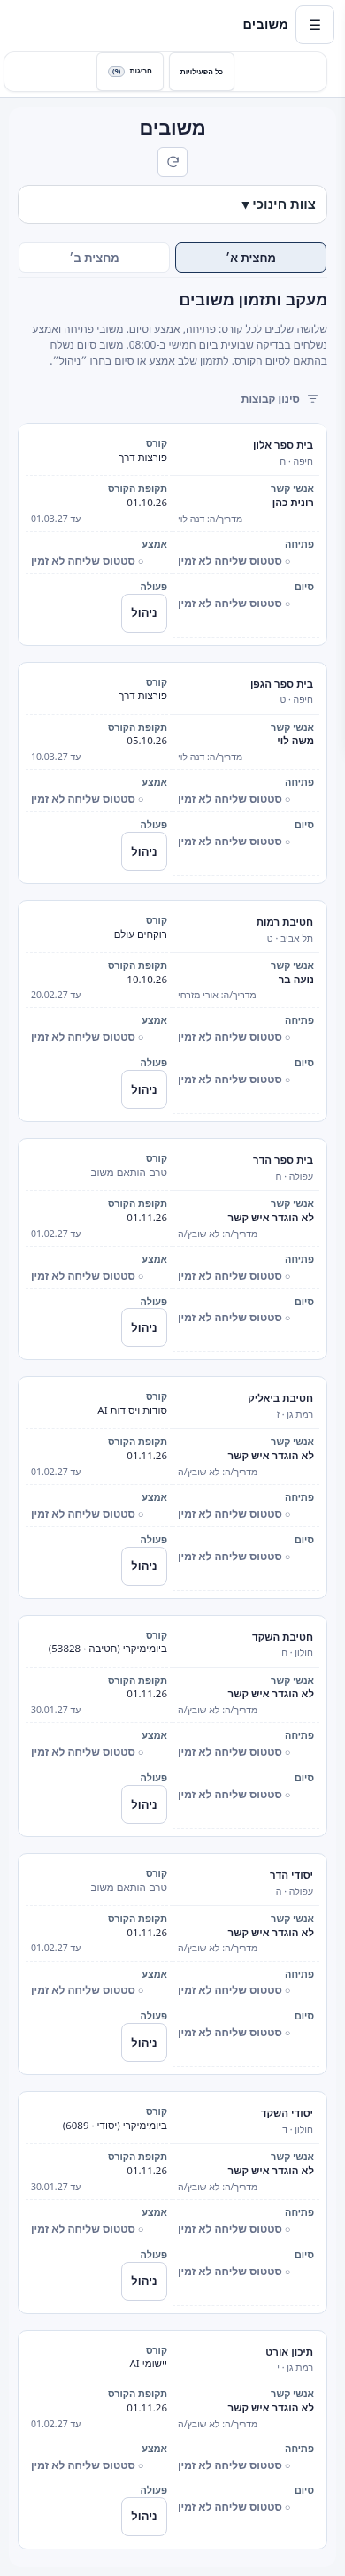 ☰ משובים
כל הפעילויות
חריגות (9)
משובים
צוות חינוכי ▾
מחצית א׳
מחצית ב׳
מעקב ותזמון משובים
שלושה שלבים לכל קורס: פתיחה, אמצע וסיום. משובי פתיחה ואמצע
נשלחים בבדיקה שבועית ביום חמישי ב-08:00. משוב סיום נשלח
בהתאם לסיום הקורס. לתזמון שלב אמצע או סיום בחרו ״ניהול״.
סינון קבוצות
בית ספר אלון
חיפה · ח
קורס
פורצות דרך
אנשי קשר
רונית כהן
מדריך/ה: דנה לוי
תקופת הקורס
01.10.26
עד 01.03.27
פתיחה
○ סטטוס שליחה לא זמין
אמצע
○ סטטוס שליחה לא זמין
סיום
○ סטטוס שליחה לא זמין
פעולה
ניהול
בית ספר הגפן
חיפה · ט
קורס
פורצות דרך
אנשי קשר
משה לוי
מדריך/ה: דנה לוי
תקופת הקורס
05.10.26
עד 10.03.27
פתיחה
○ סטטוס שליחה לא זמין
אמצע
○ סטטוס שליחה לא זמין
סיום
○ סטטוס שליחה לא זמין
פעולה
ניהול
חטיבת רמות
תל אביב · ט
קורס
רוקחים עולם
אנשי קשר
נועה בר
מדריך/ה: אורי מזרחי
תקופת הקורס
10.10.26
עד 20.02.27
פתיחה
○ סטטוס שליחה לא זמין
אמצע
○ סטטוס שליחה לא זמין
סיום
○ סטטוס שליחה לא זמין
פעולה
ניהול
בית ספר הדר
עפולה · ח
קורס
טרם הותאם משוב
אנשי קשר
לא הוגדר איש קשר
מדריך/ה: לא שובץ/ה
תקופת הקורס
01.11.26
עד 01.02.27
פתיחה
○ סטטוס שליחה לא זמין
אמצע
○ סטטוס שליחה לא זמין
סיום
○ סטטוס שליחה לא זמין
פעולה
ניהול
חטיבת ביאליק
רמת גן · ז
קורס
סודות ויסודות AI
אנשי קשר
לא הוגדר איש קשר
מדריך/ה: לא שובץ/ה
תקופת הקורס
01.11.26
עד 01.02.27
פתיחה
○ סטטוס שליחה לא זמין
אמצע
○ סטטוס שליחה לא זמין
סיום
○ סטטוס שליחה לא זמין
פעולה
ניהול
חטיבת השקד
חולון · ח
קורס
ביומימיקרי (חטיבה · 53828)
אנשי קשר
לא הוגדר איש קשר
מדריך/ה: לא שובץ/ה
תקופת הקורס
01.11.26
עד 30.01.27
פתיחה
○ סטטוס שליחה לא זמין
אמצע
○ סטטוס שליחה לא זמין
סיום
○ סטטוס שליחה לא זמין
פעולה
ניהול
יסודי הדר
עפולה · ה
קורס
טרם הותאם משוב
אנשי קשר
לא הוגדר איש קשר
מדריך/ה: לא שובץ/ה
תקופת הקורס
01.11.26
עד 01.02.27
פתיחה
○ סטטוס שליחה לא זמין
אמצע
○ סטטוס שליחה לא זמין
סיום
○ סטטוס שליחה לא זמין
פעולה
ניהול
יסודי השקד
חולון · ד
קורס
ביומימיקרי (יסודי · 6089)
אנשי קשר
לא הוגדר איש קשר
מדריך/ה: לא שובץ/ה
תקופת הקורס
01.11.26
עד 30.01.27
פתיחה
○ סטטוס שליחה לא זמין
אמצע
○ סטטוס שליחה לא זמין
סיום
○ סטטוס שליחה לא זמין
פעולה
ניהול
תיכון אורט
רמת גן · י
קורס
יישומי AI
אנשי קשר
לא הוגדר איש קשר
מדריך/ה: לא שובץ/ה
תקופת הקורס
01.11.26
עד 01.02.27
פתיחה
○ סטטוס שליחה לא זמין
אמצע
○ סטטוס שליחה לא זמין
סיום
○ סטטוס שליחה לא זמין
פעולה
ניהול